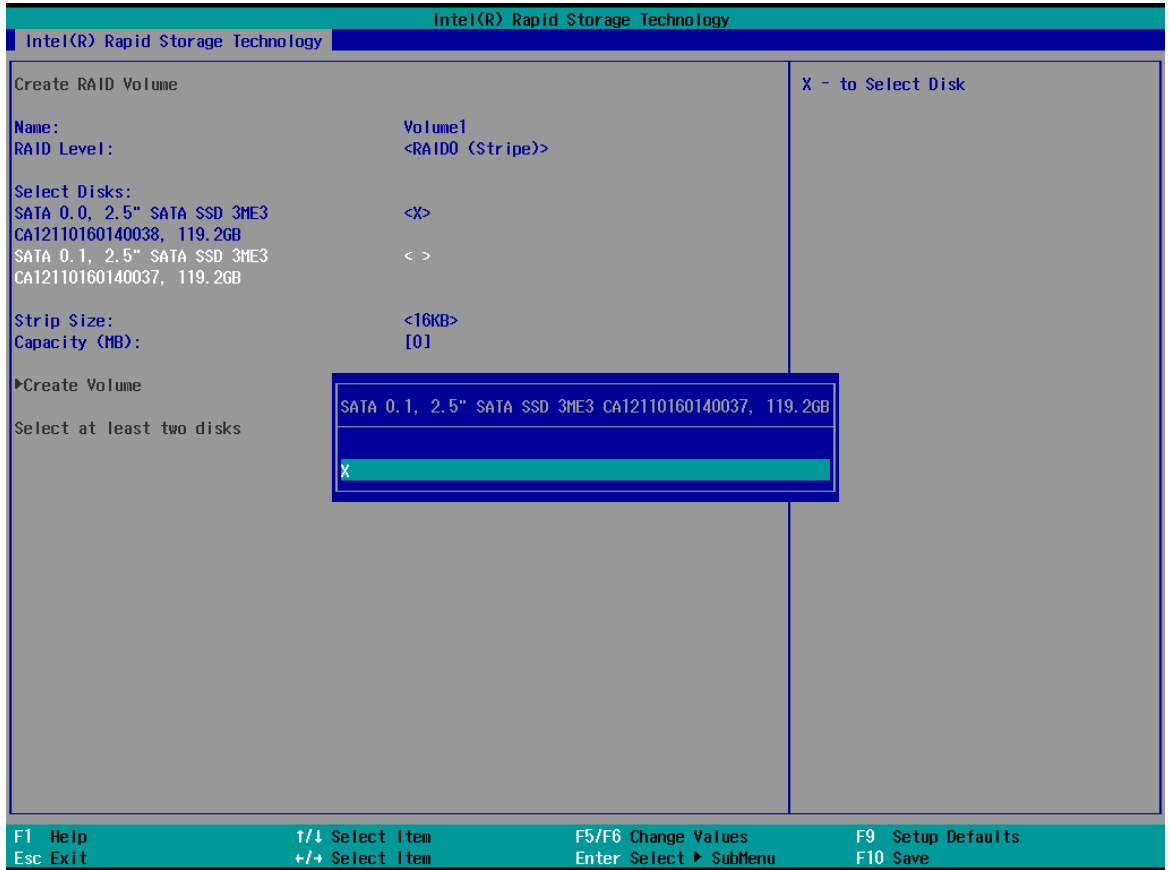 Intel(R) Rapid Storage Technology
Intel(R) Rapid Storage Technology
Create RAID Volume
X - to Select Disk
Name: Volume1
RAID Level: <RAID0 (Stripe)>
Select Disks:
SATA 0.0, 2.5" SATA SSD 3ME3 <X>
CA12110160140038, 119.2GB
SATA 0.1, 2.5" SATA SSD 3ME3 < >
CA12110160140037, 119.2GB
Strip Size: <16KB>
Capacity (MB): [0]
▶Create Volume
Select at least two disks
SATA 0.1, 2.5" SATA SSD 3ME3 CA12110160140037, 119.2GB
X
F1 Help ↑/↓ Select Item F5/F6 Change Values F9 Setup Defaults
Esc Exit ←/→ Select Item Enter Select ▶ SubMenu F10 Save